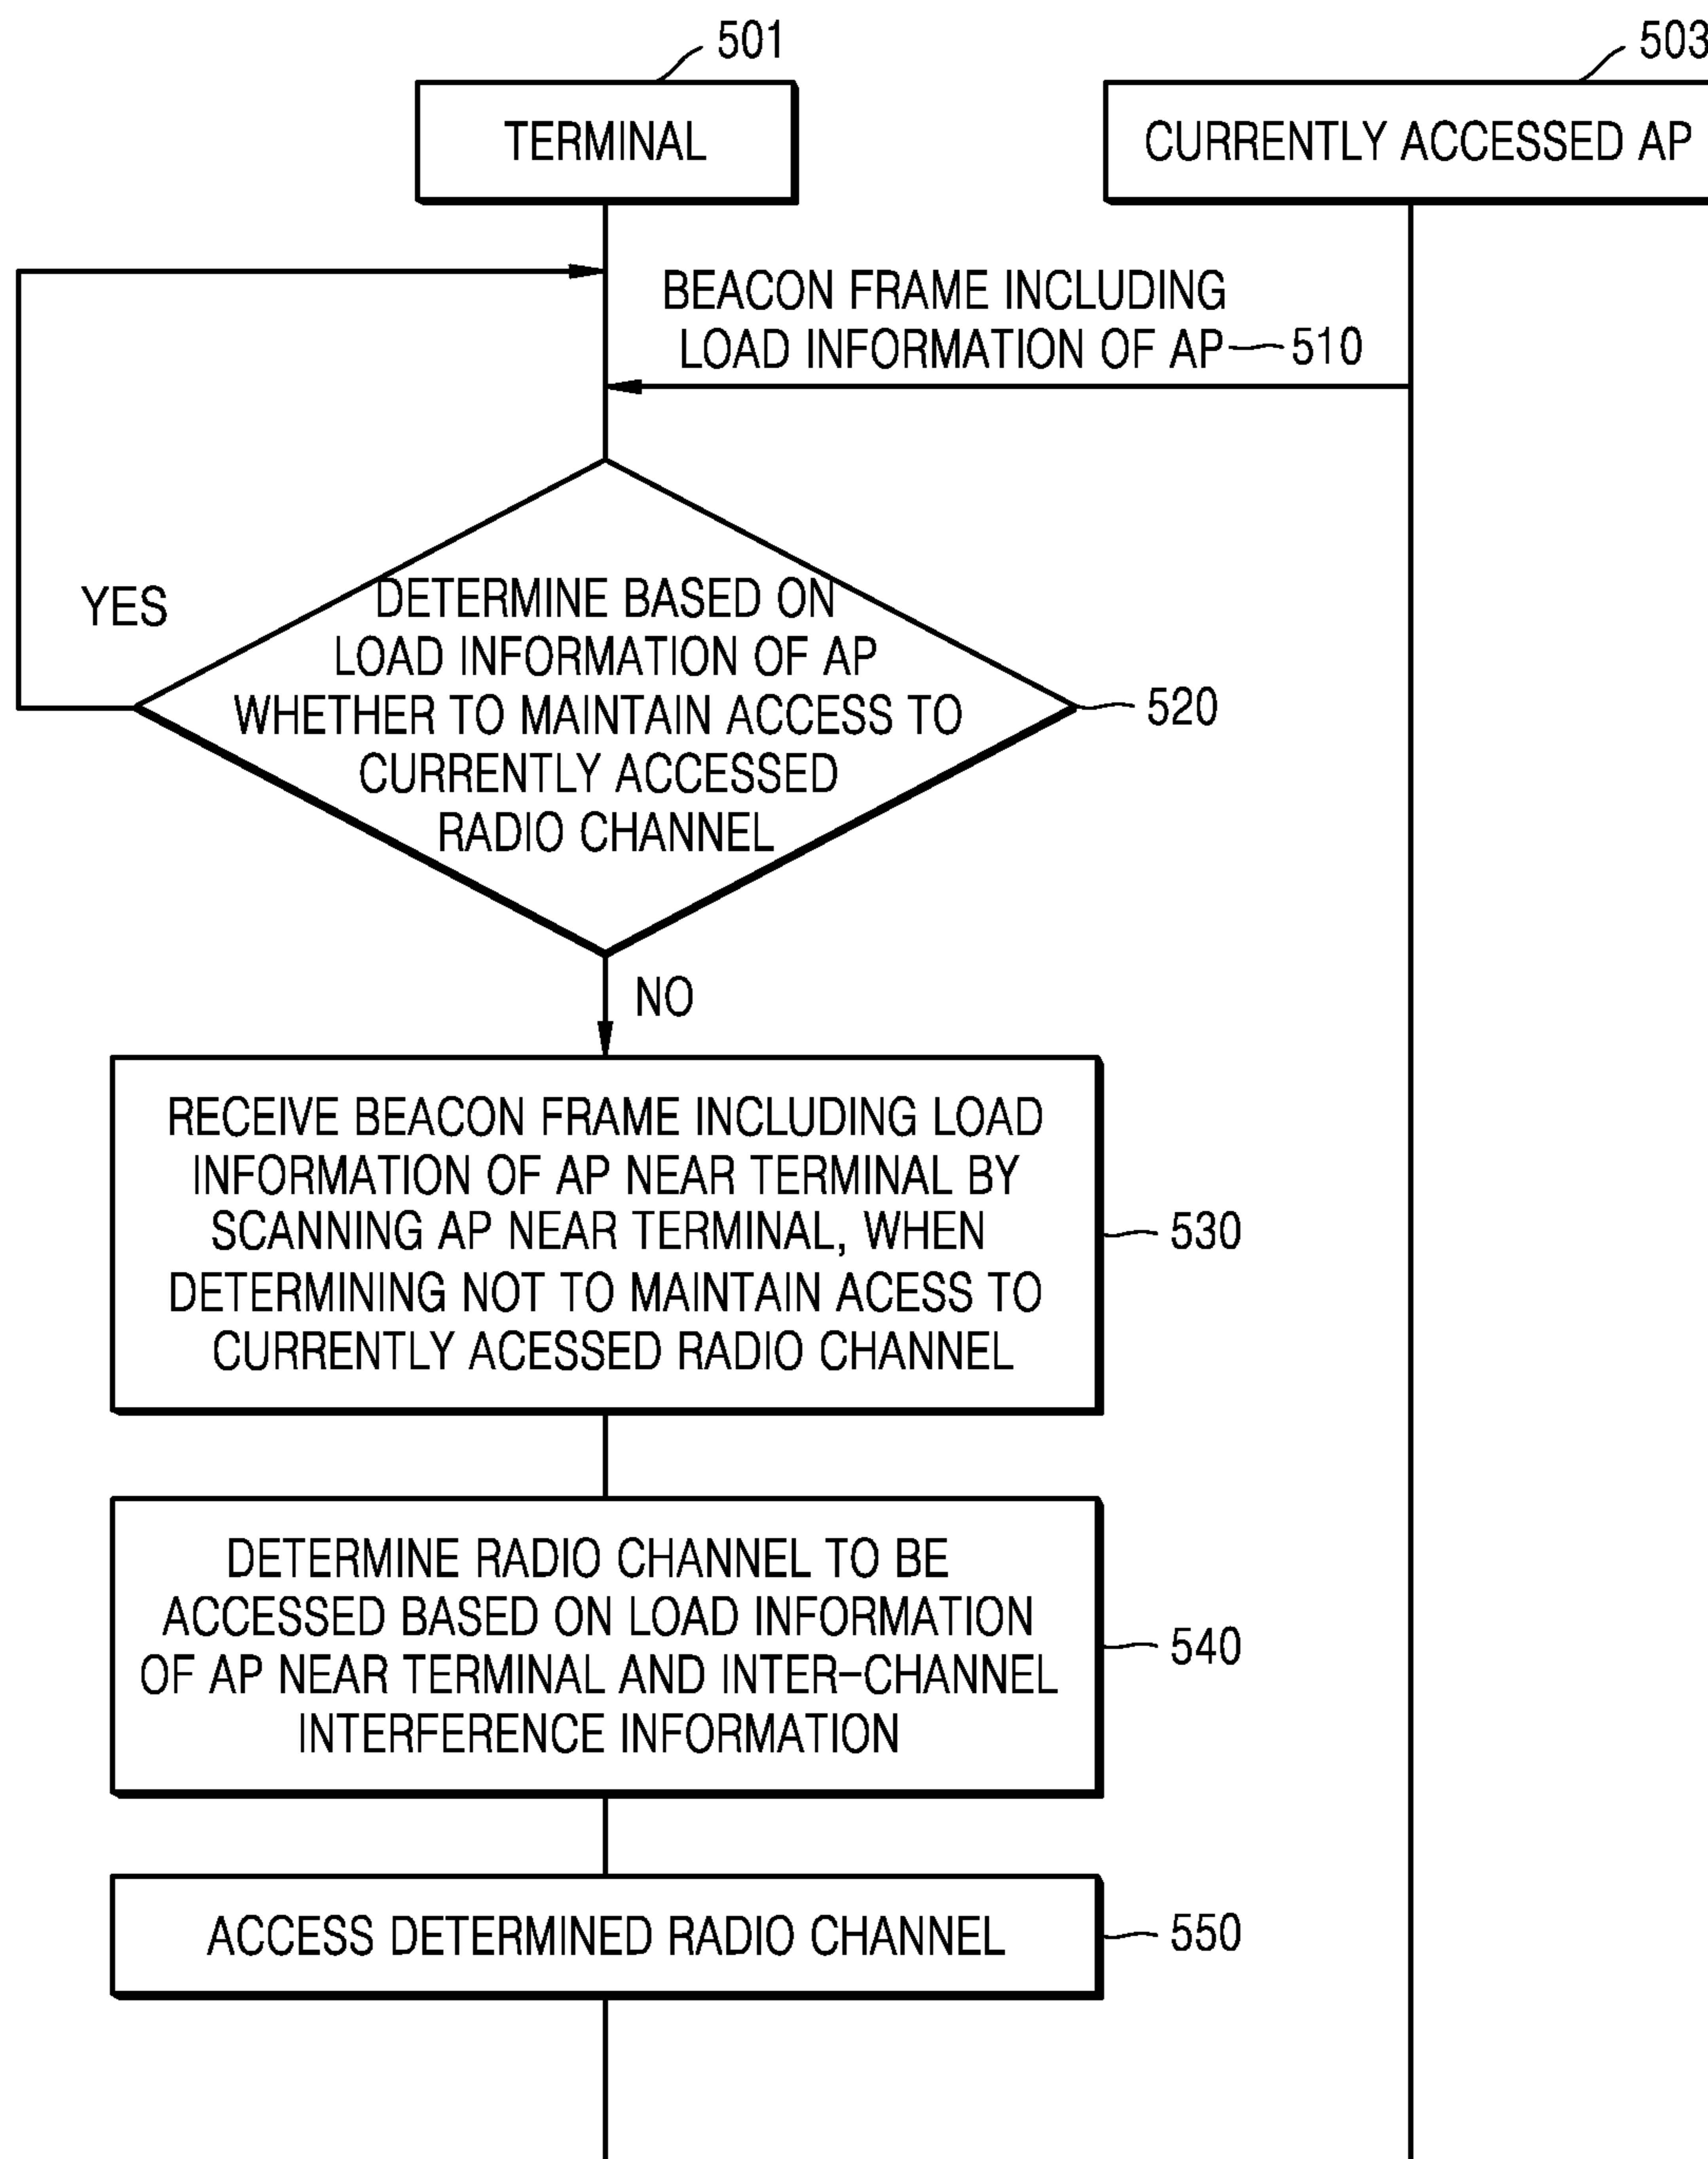 501
503
TERMINAL
CURRENTLY ACCESSED AP
BEACON FRAME INCLUDING
LOAD INFORMATION OF AP 510
YES
DETERMINE BASED ON
LOAD INFORMATION OF AP
WHETHER TO MAINTAIN ACCESS TO
CURRENTLY ACCESSED
RADIO CHANNEL
520
NO
RECEIVE BEACON FRAME INCLUDING LOAD
INFORMATION OF AP NEAR TERMINAL BY
SCANNING AP NEAR TERMINAL, WHEN
DETERMINING NOT TO MAINTAIN ACESS TO
CURRENTLY ACESSED RADIO CHANNEL
530
DETERMINE RADIO CHANNEL TO BE
ACCESSED BASED ON LOAD INFORMATION
OF AP NEAR TERMINAL AND INTER-CHANNEL
INTERFERENCE INFORMATION
540
ACCESS DETERMINED RADIO CHANNEL
550